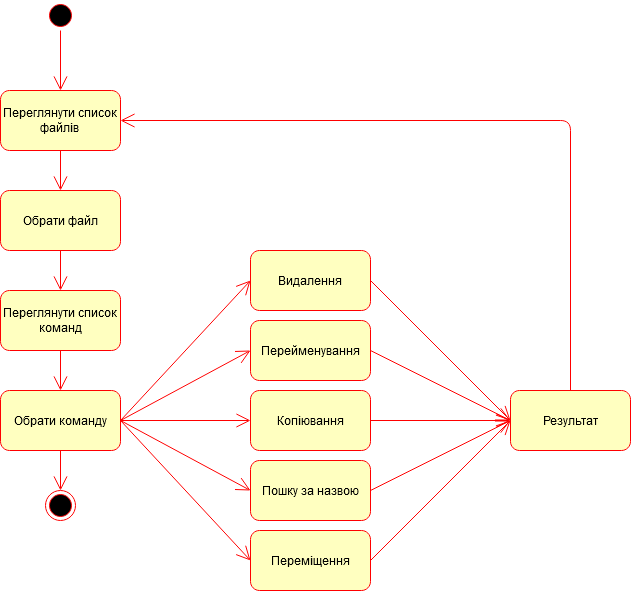 Переглянути список
файлів
Обрати файл
Переглянути список
команд
Обрати команду
Видалення
Перейменування
Копіювання
Пошку за назвою
Переміщення
Результат